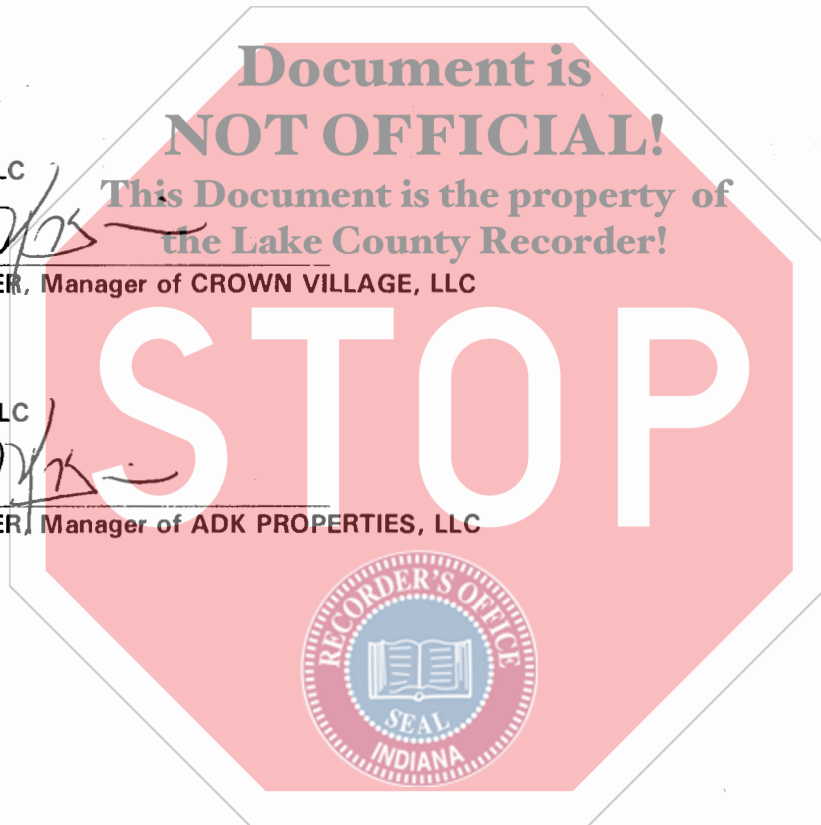 Document is
NOT OFFICIAL!
LC
This Document is the property of
the Lake County Recorder!
ER, Manager of CROWN VILLAGE, LLC
STOP
LC
ER, Manager of ADK PROPERTIES, LLC
RECORDER'S OFFICE
SEAL
INDIANA